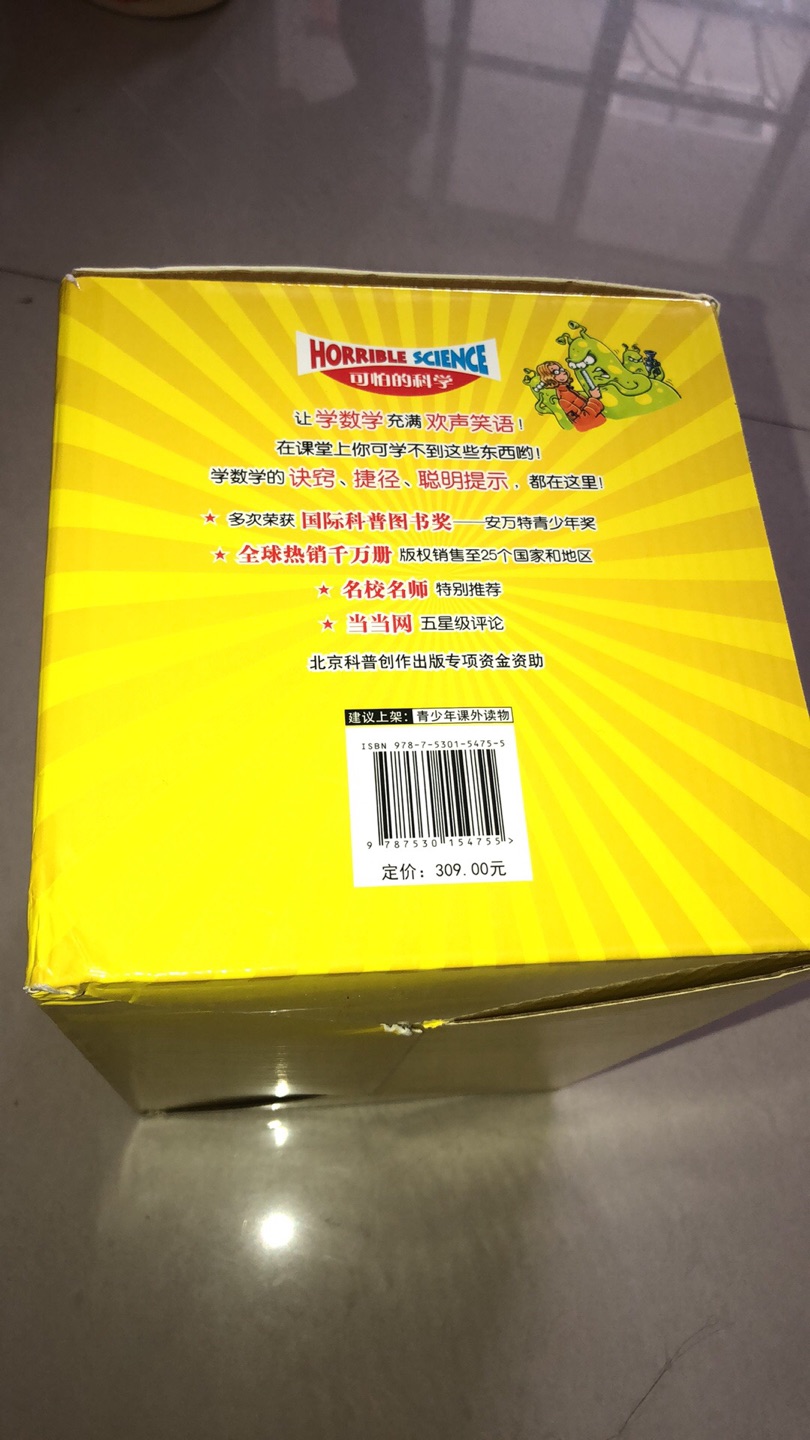 HORRIBLE SCIENCE
可怕的科学
让学数学充满欢声笑语！
在课堂上你可学不到这些东西哟！
学数学的诀窍、捷径、聪明提示，都在这里！
★ 多次荣获 国际科普图书奖——安万特青少年奖
★ 全球热销千万册 版权销售至25个国家和地区
★ 名校名师 特别推荐
★ 当当网 五星级评论
北京科普创作出版专项资金资助
建议上架：青少年课外读物
ISBN 978-7-5301-5475-5
9 787530 154755 >
定价：309.00元